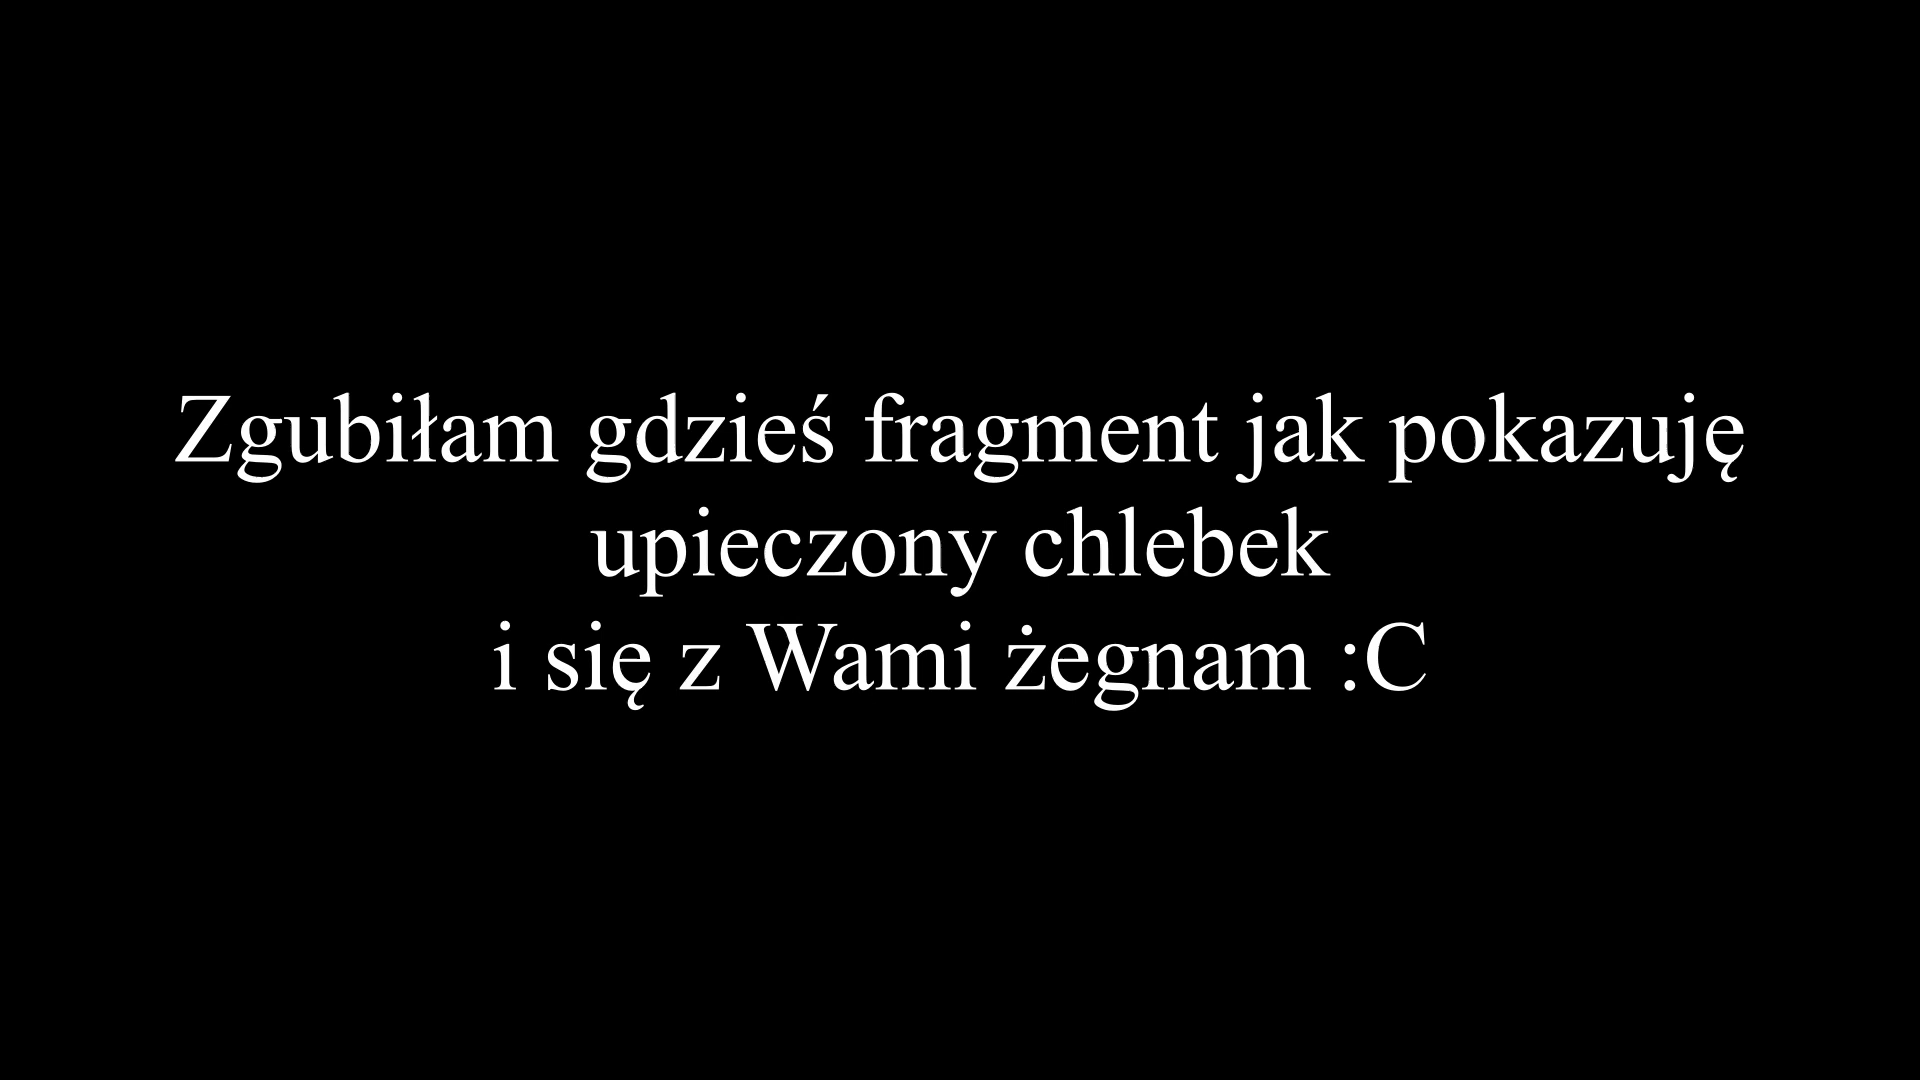 Zgubiłam gdzieś fragment jak pokazuję
upieczony chlebek
i się z Wami żegnam :C